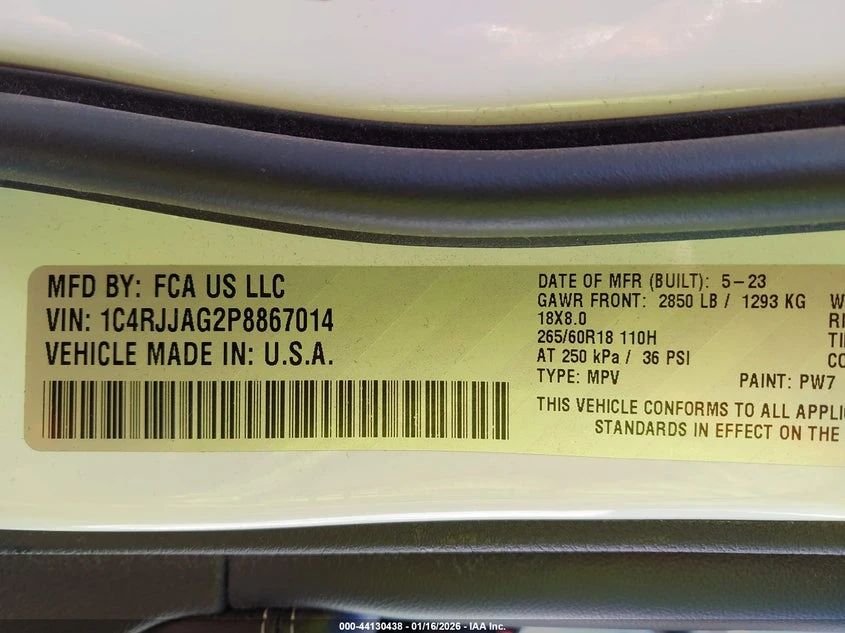 MFD BY: FCA US LLC
VIN: 1C4RJJAG2P8867014
VEHICLE MADE IN: U.S.A.
DATE OF MFR (BUILT): 5-23
GAWR FRONT: 2850 LB / 1293 KG
18X8.0
265/60R18 110H
AT 250 kPa / 36 PSI
TYPE: MPV PAINT: PW7
THIS VEHICLE CONFORMS TO ALL
STANDARDS IN EFFECT ON THE
000-44130438 - 01/16/2026 - IAA Inc.